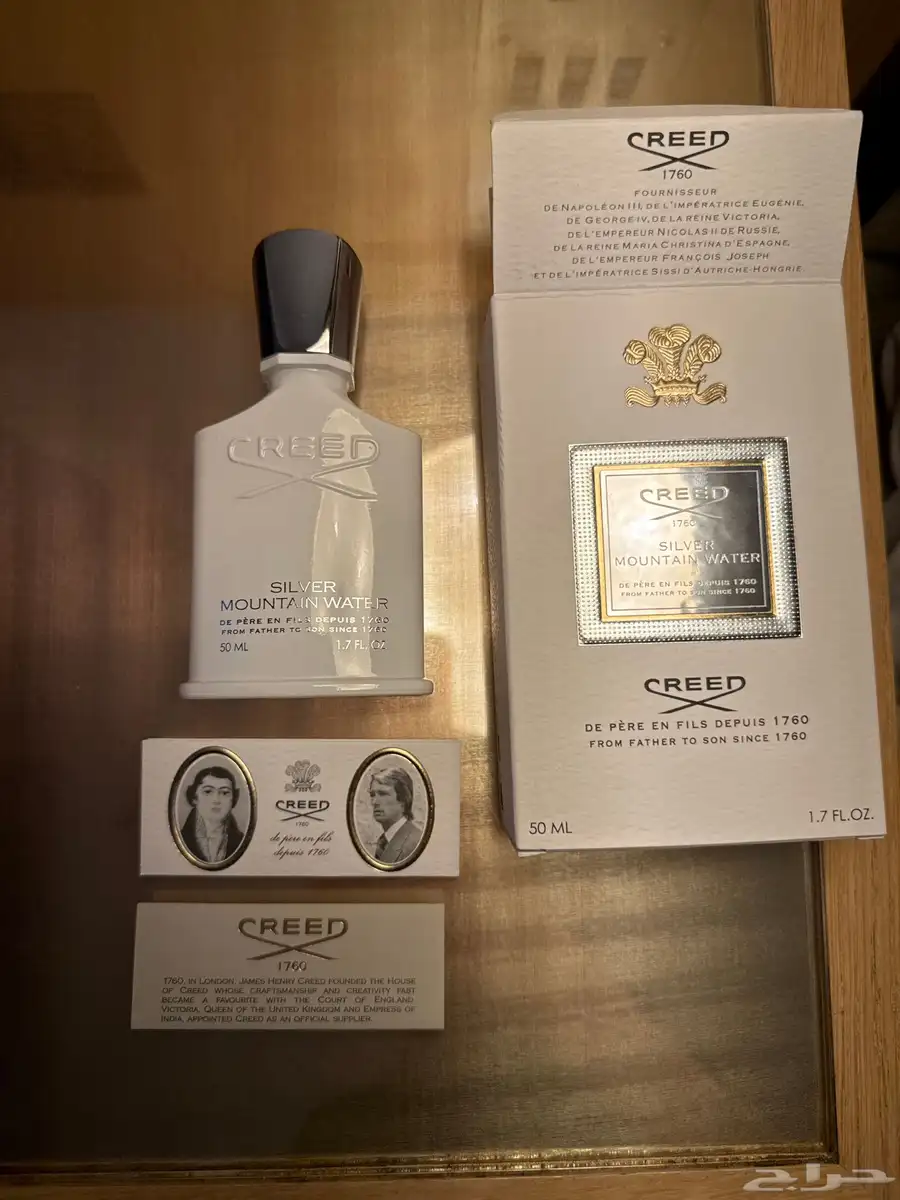 CREED
SILVER
MOUNTAIN WATER
DE PÈRE EN FILS DEPUIS 1760
FROM FATHER TO SON SINCE 1760
50 ML 1.7 FL.OZ
CREED
1760
de père en fils
depuis 1760
CREED
1760
1760, IN LONDON, JAMES HENRY CREED FOUNDED THE HOUSE
OF CREED WHOSE CRAFTSMANSHIP AND CREATIVITY FAST
BECAME A FAVOURITE WITH THE COURT OF ENGLAND.
VICTORIA, QUEEN OF THE UNITED KINGDOM AND EMPRESS OF
INDIA, APPOINTED CREED AS AN OFFICIAL SUPPLIER.
CREED
1760
FOURNISSEUR
DE NAPOLÉON III, DE L'IMPÉRATRICE EUGÉNIE,
DE GEORGE IV, DE LA REINE VICTORIA,
DE L'EMPEREUR NICOLAS II DE RUSSIE,
DE LA REINE MARIA CHRISTINA D'ESPAGNE,
DE L'EMPEREUR FRANÇOIS JOSEPH
ET DE L'IMPÉRATRICE SISSI D'AUTRICHE-HONGRIE
CREED
1760
SILVER
MOUNTAIN WATER
DE PÈRE EN FILS DEPUIS 1760
FROM FATHER TO SON SINCE 1760
CREED
DE PÈRE EN FILS DEPUIS 1760
FROM FATHER TO SON SINCE 1760
50 ML 1.7 FL.OZ.
حراج